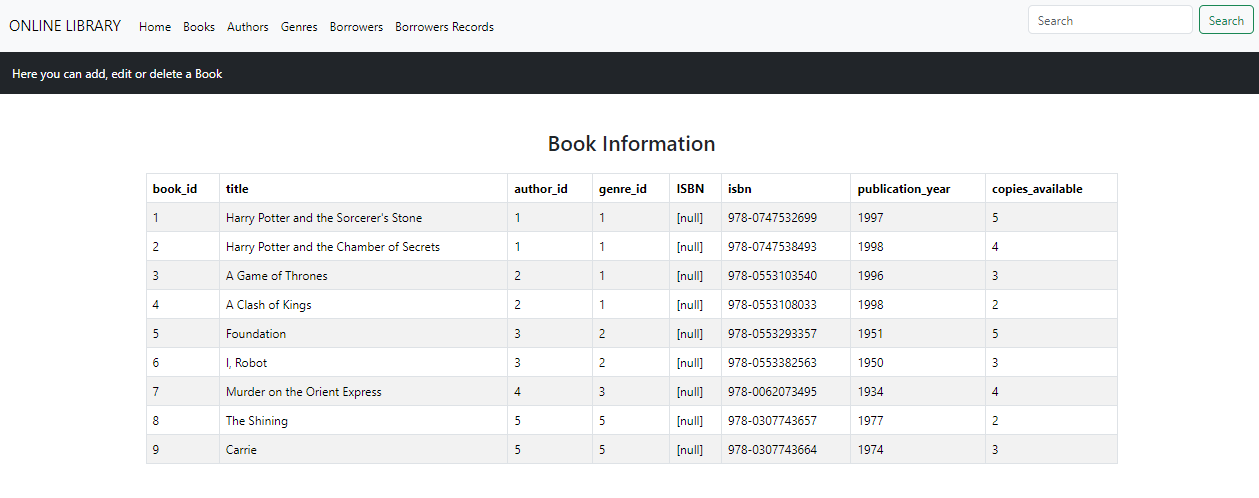 ONLINE LIBRARY Home Books Authors Genres Borrowers Borrowers Records Search Search
Here you can add, edit or delete a Book
Book Information
book_id title author_id genre_id ISBN isbn publication_year copies_available
1 Harry Potter and the Sorcerer's Stone 1 1 [null] 978-0747532699 1997 5
2 Harry Potter and the Chamber of Secrets 1 1 [null] 978-0747538493 1998 4
3 A Game of Thrones 2 1 [null] 978-0553103540 1996 3
4 A Clash of Kings 2 1 [null] 978-0553108033 1998 2
5 Foundation 3 2 [null] 978-0553293357 1951 5
6 I, Robot 3 2 [null] 978-0553382563 1950 3
7 Murder on the Orient Express 4 3 [null] 978-0062073495 1934 4
8 The Shining 5 5 [null] 978-0307743657 1977 2
9 Carrie 5 5 [null] 978-0307743664 1974 3